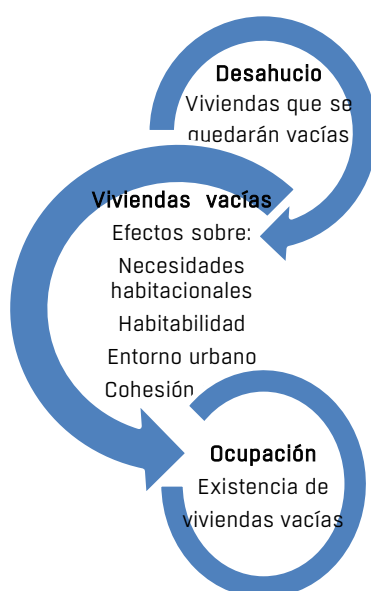 Desahucio
Viviendas que se
quedarán vacías
Viviendas vacías
Efectos sobre:
Necesidades
habitacionales
Habitabilidad
Entorno urbano
Cohesión
Ocupación
Existencia de
viviendas vacías